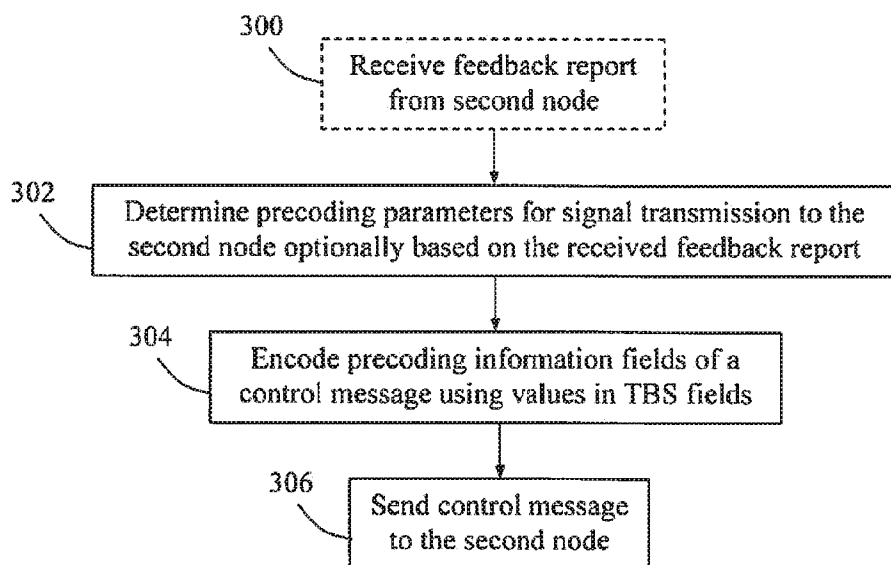 300
Receive feedback report
from second node
302
Determine precoding parameters for signal transmission to the
second node optionally based on the received feedback report
304
Encode precoding information fields of a
control message using values in TBS fields
306
Send control message
to the second node